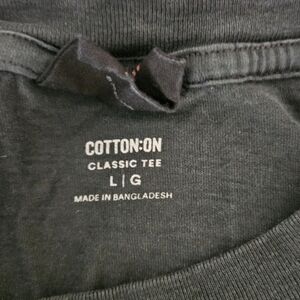 COTTON:ON
CLASSIC TEE
L | G
MADE IN BANGLADESH